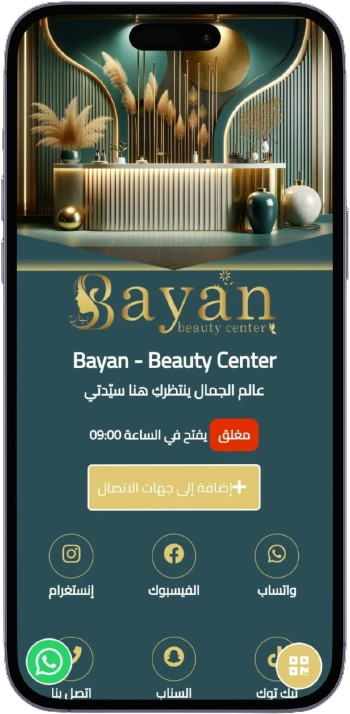 Bayan
beauty center
Bayan - Beauty Center
عالم الجمال ينتظركِ هنا سيّدتي
مغلق يفتح في الساعة 09:00
+إضافة إلى جهات الاتصال
واتساب
الفيسبوك
إنستغرام
تيك توك
السناب
اتصل بنا